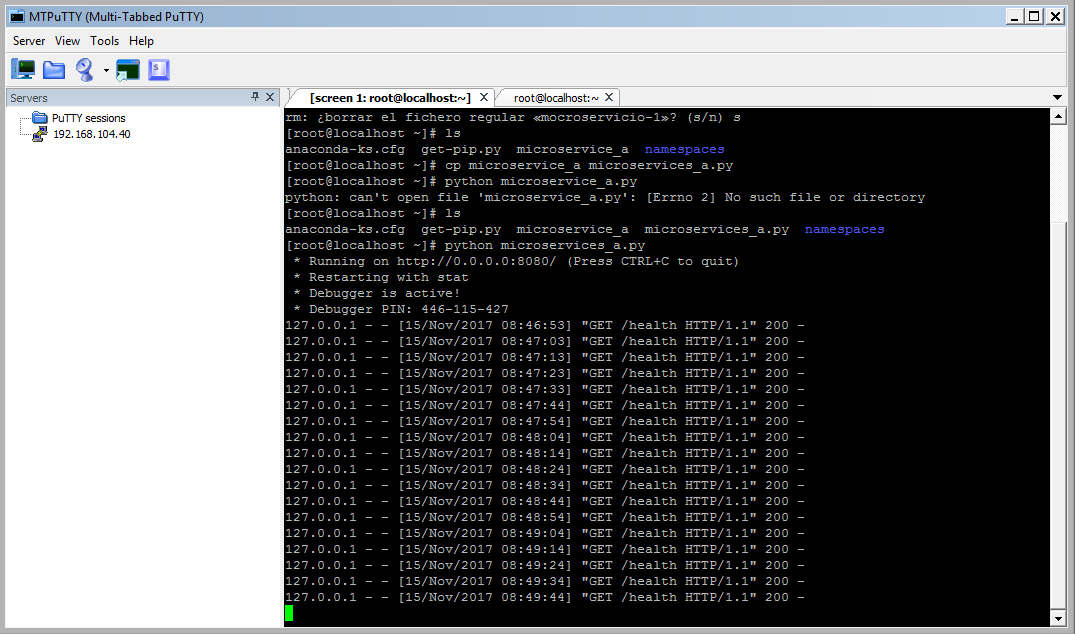 MTPuTTY (Multi-Tabbed PuTTY)
Server View Tools Help
Servers
PuTTY sessions
192.168.104.40
[screen 1: root@localhost:~] root@localhost:~
rm: ¿borrar el fichero regular «mocroservicio-1»? (s/n) s
[root@localhost ~]# ls
anaconda-ks.cfg  get-pip.py  microservice_a  namespaces
[root@localhost ~]# cp microservice_a microservices_a.py
[root@localhost ~]# python microservice_a.py
python: can't open file 'microservice_a.py': [Errno 2] No such file or directory
[root@localhost ~]# ls
anaconda-ks.cfg  get-pip.py  microservice_a  microservices_a.py  namespaces
[root@localhost ~]# python microservices_a.py
 * Running on http://0.0.0.0:8080/ (Press CTRL+C to quit)
 * Restarting with stat
 * Debugger is active!
 * Debugger PIN: 446-115-427
127.0.0.1 - - [15/Nov/2017 08:46:53] "GET /health HTTP/1.1" 200 -
127.0.0.1 - - [15/Nov/2017 08:47:03] "GET /health HTTP/1.1" 200 -
127.0.0.1 - - [15/Nov/2017 08:47:13] "GET /health HTTP/1.1" 200 -
127.0.0.1 - - [15/Nov/2017 08:47:23] "GET /health HTTP/1.1" 200 -
127.0.0.1 - - [15/Nov/2017 08:47:33] "GET /health HTTP/1.1" 200 -
127.0.0.1 - - [15/Nov/2017 08:47:44] "GET /health HTTP/1.1" 200 -
127.0.0.1 - - [15/Nov/2017 08:47:54] "GET /health HTTP/1.1" 200 -
127.0.0.1 - - [15/Nov/2017 08:48:04] "GET /health HTTP/1.1" 200 -
127.0.0.1 - - [15/Nov/2017 08:48:14] "GET /health HTTP/1.1" 200 -
127.0.0.1 - - [15/Nov/2017 08:48:24] "GET /health HTTP/1.1" 200 -
127.0.0.1 - - [15/Nov/2017 08:48:34] "GET /health HTTP/1.1" 200 -
127.0.0.1 - - [15/Nov/2017 08:48:44] "GET /health HTTP/1.1" 200 -
127.0.0.1 - - [15/Nov/2017 08:48:54] "GET /health HTTP/1.1" 200 -
127.0.0.1 - - [15/Nov/2017 08:49:04] "GET /health HTTP/1.1" 200 -
127.0.0.1 - - [15/Nov/2017 08:49:14] "GET /health HTTP/1.1" 200 -
127.0.0.1 - - [15/Nov/2017 08:49:24] "GET /health HTTP/1.1" 200 -
127.0.0.1 - - [15/Nov/2017 08:49:34] "GET /health HTTP/1.1" 200 -
127.0.0.1 - - [15/Nov/2017 08:49:44] "GET /health HTTP/1.1" 200 -